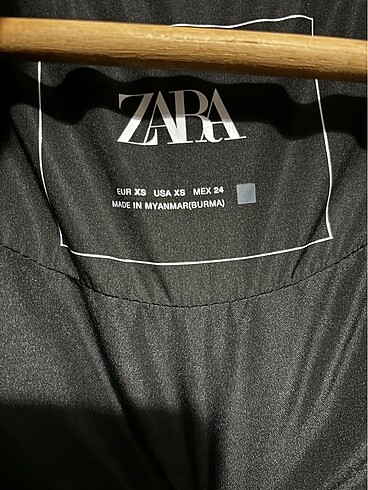 ZARA
EUR XS USA XS MEX 24
MADE IN MYANMAR(BURMA)